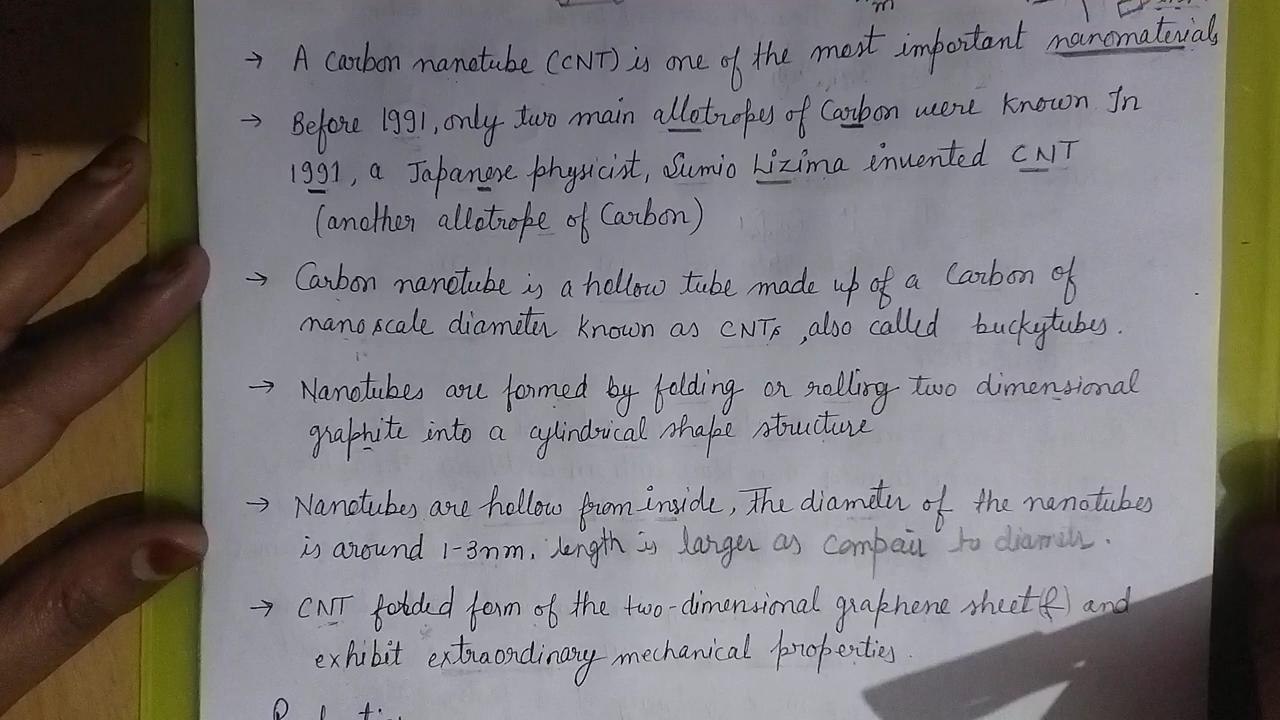 → A Carbon nanotube (CNT) is one of the most important nanomaterials
→ Before 1991, only two main allotropes of Carbon were known In
1991, a Japanese physicist, Sumio Lizima invented CNT
(another allotrope of Carbon)
→ Carbon nanotube is a hollow tube made up of a Carbon of
nanoscale diameter known as CNTs, also called buckytubes.
→ Nanotubes are formed by folding or rolling two dimensional
graphite into a cylindrical shape structure
→ Nanotubes are hollow from inside, The diameter of the nanotubes
is around 1-3nm. length is larger as compair to
→ CNT folded form of the two-dimensional graphene sheet(s) and
exhibit extraordinary mechanical properties.